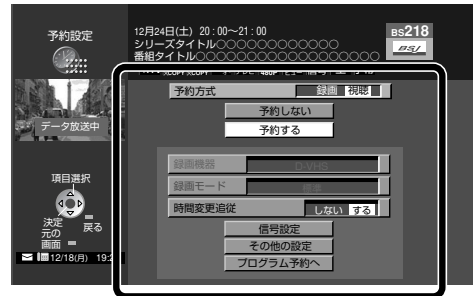 予約設定
12月24日(土) 20:00～21:00
シリーズタイトル○○○○○○○○○○○○
番組タイトル○○○○○○○○○○○○○○○○○○
BS218
BSJ
データ放送中
項目選択
決定
戻る
元の
画面
12/18(月)
予約方式 録画 視聴
予約しない
予約する
録画機器 D-VHS
録画モード 標準
時間変更追従 しない する
信号設定
その他の設定
プログラム予約へ